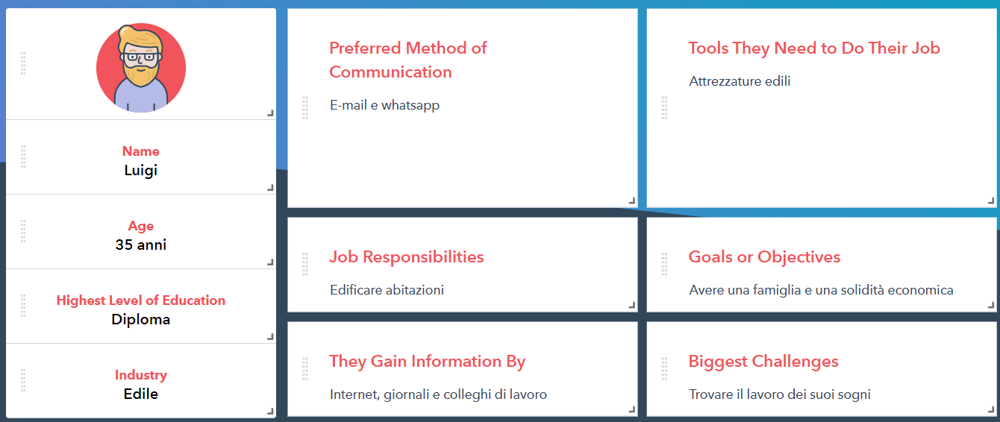 Name
Luigi
Age
35 anni
Highest Level of Education
Diploma
Industry
Edile
Preferred Method of
Communication
E-mail e whatsapp
Tools They Need to Do Their Job
Attrezzature edili
Job Responsibilities
Edificare abitazioni
Goals or Objectives
Avere una famiglia e una solidità economica
They Gain Information By
Internet, giornali e colleghi di lavoro
Biggest Challenges
Trovare il lavoro dei suoi sogni